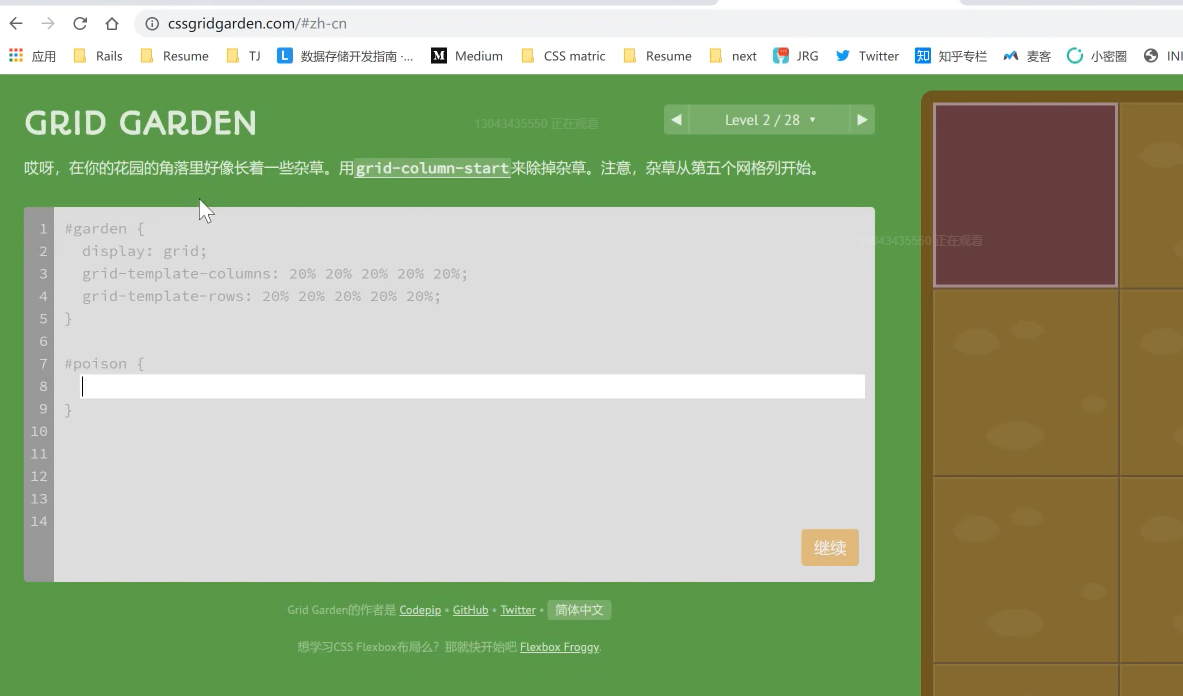 cssgridgarden.com/#zh-cn
应用 Rails Resume TJ L 数据存储开发指南 ·... M Medium CSS matric Resume next JRG Twitter 知 知乎专栏 麦客 小密圈
GRID GARDEN
13043435550 正在观看
◀ Level 2 / 28 ▾ ▶
哎呀，在你的花园的角落里好像长着一些杂草。用grid-column-start来除掉杂草。注意，杂草从第五个网格列开始。
13043435550 正在观看
1 #garden {
2 display: grid;
3 grid-template-columns: 20% 20% 20% 20% 20%;
4 grid-template-rows: 20% 20% 20% 20% 20%;
5 }
6
7 #poison {
8
9 }
10
11
12
13
14
继续
Grid Garden的作者是 Codepip • GitHub • Twitter • 简体中文
想学习CSS Flexbox布局么？那就快开始吧 Flexbox Froggy.